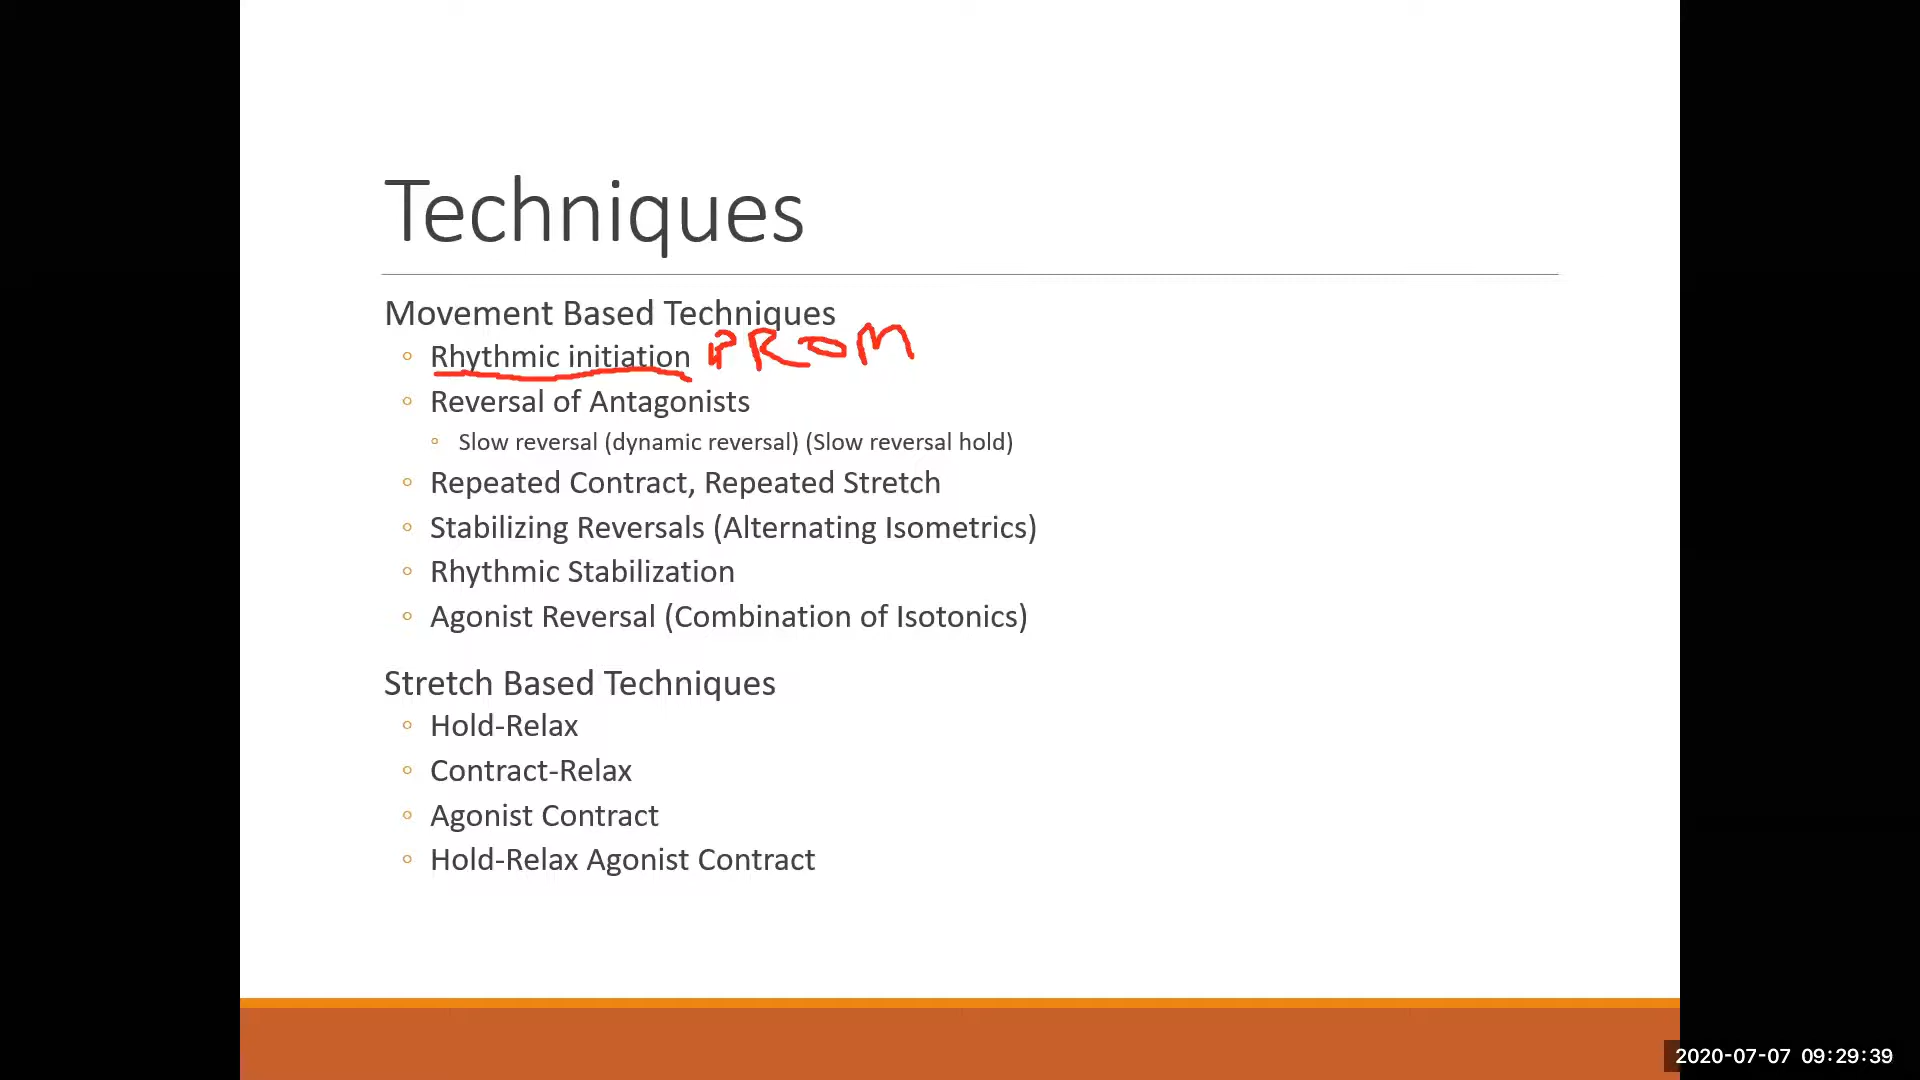 Techniques
Movement Based Techniques
◦ Rhythmic initiation PROM
◦ Reversal of Antagonists
◦ Slow reversal (dynamic reversal) (Slow reversal hold)
◦ Repeated Contract, Repeated Stretch
◦ Stabilizing Reversals (Alternating Isometrics)
◦ Rhythmic Stabilization
◦ Agonist Reversal (Combination of Isotonics)
Stretch Based Techniques
◦ Hold-Relax
◦ Contract-Relax
◦ Agonist Contract
◦ Hold-Relax Agonist Contract
2020-07-07 09:29:39